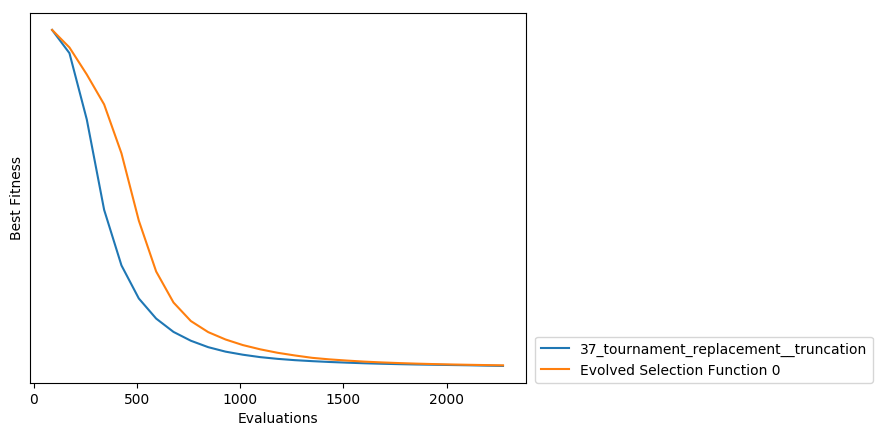 Best Fitness
0
500
1000
1500
2000
Evaluations
37_tournament_replacement__truncation
Evolved Selection Function 0